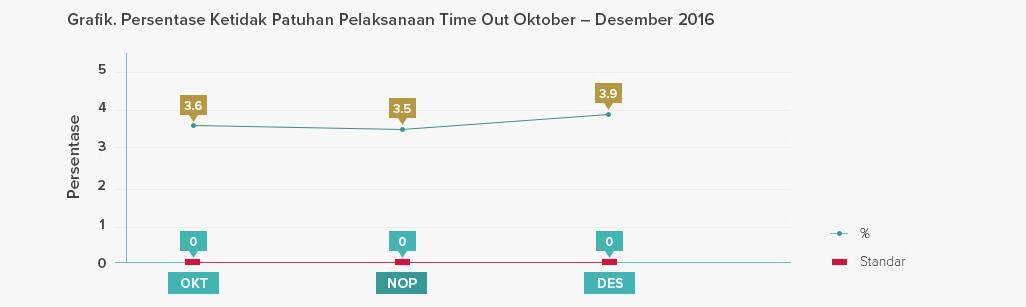 Grafik. Persentase Ketidak Patuhan Pelaksanaan Time Out Oktober – Desember 2016
Persentase
5
4
3
2
1
0
3.6
3.5
3.9
0
0
0
OKT
NOP
DES
%
Standar